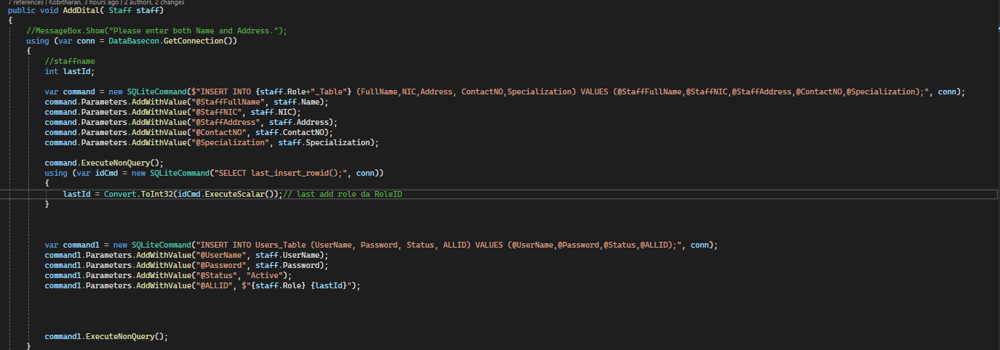 7 references | Kobitharan, 3 hours ago | 2 authors, 2 changes
public void AddDital( Staff staff)
{
//MessageBox.Show("Please enter both Name and Address.");
using (var conn = DataBasecon.GetConnection())
{
//staffname
int lastId;
var command = new SQLiteCommand($"INSERT INTO {staff.Role+"_Table"} (FullName,NIC,Address, ContactNO,Specialization) VALUES (@StaffFullName,@StaffNIC,@StaffAddress,@ContactNO,@Specialization);", conn);
command.Parameters.AddWithValue("@StaffFullName", staff.Name);
command.Parameters.AddWithValue("@StaffNIC", staff.NIC);
command.Parameters.AddWithValue("@StaffAddress", staff.Address);
command.Parameters.AddWithValue("@ContactNO", staff.ContactNO);
command.Parameters.AddWithValue("@Specialization", staff.Specialization);
command.ExecuteNonQuery();
using (var idCmd = new SQLiteCommand("SELECT last_insert_rowid();", conn))
{
lastId = Convert.ToInt32(idCmd.ExecuteScalar());// last add role da RoleID
}
var command1 = new SQLiteCommand("INSERT INTO Users_Table (UserName, Password, Status, ALLID) VALUES (@UserName,@Password,@Status,@ALLID);", conn);
command1.Parameters.AddWithValue("@UserName", staff.UserName);
command1.Parameters.AddWithValue("@Password", staff.Password);
command1.Parameters.AddWithValue("@Status", "Active");
command1.Parameters.AddWithValue("@ALLID", $"{staff.Role} {lastId}");
command1.ExecuteNonQuery();
}